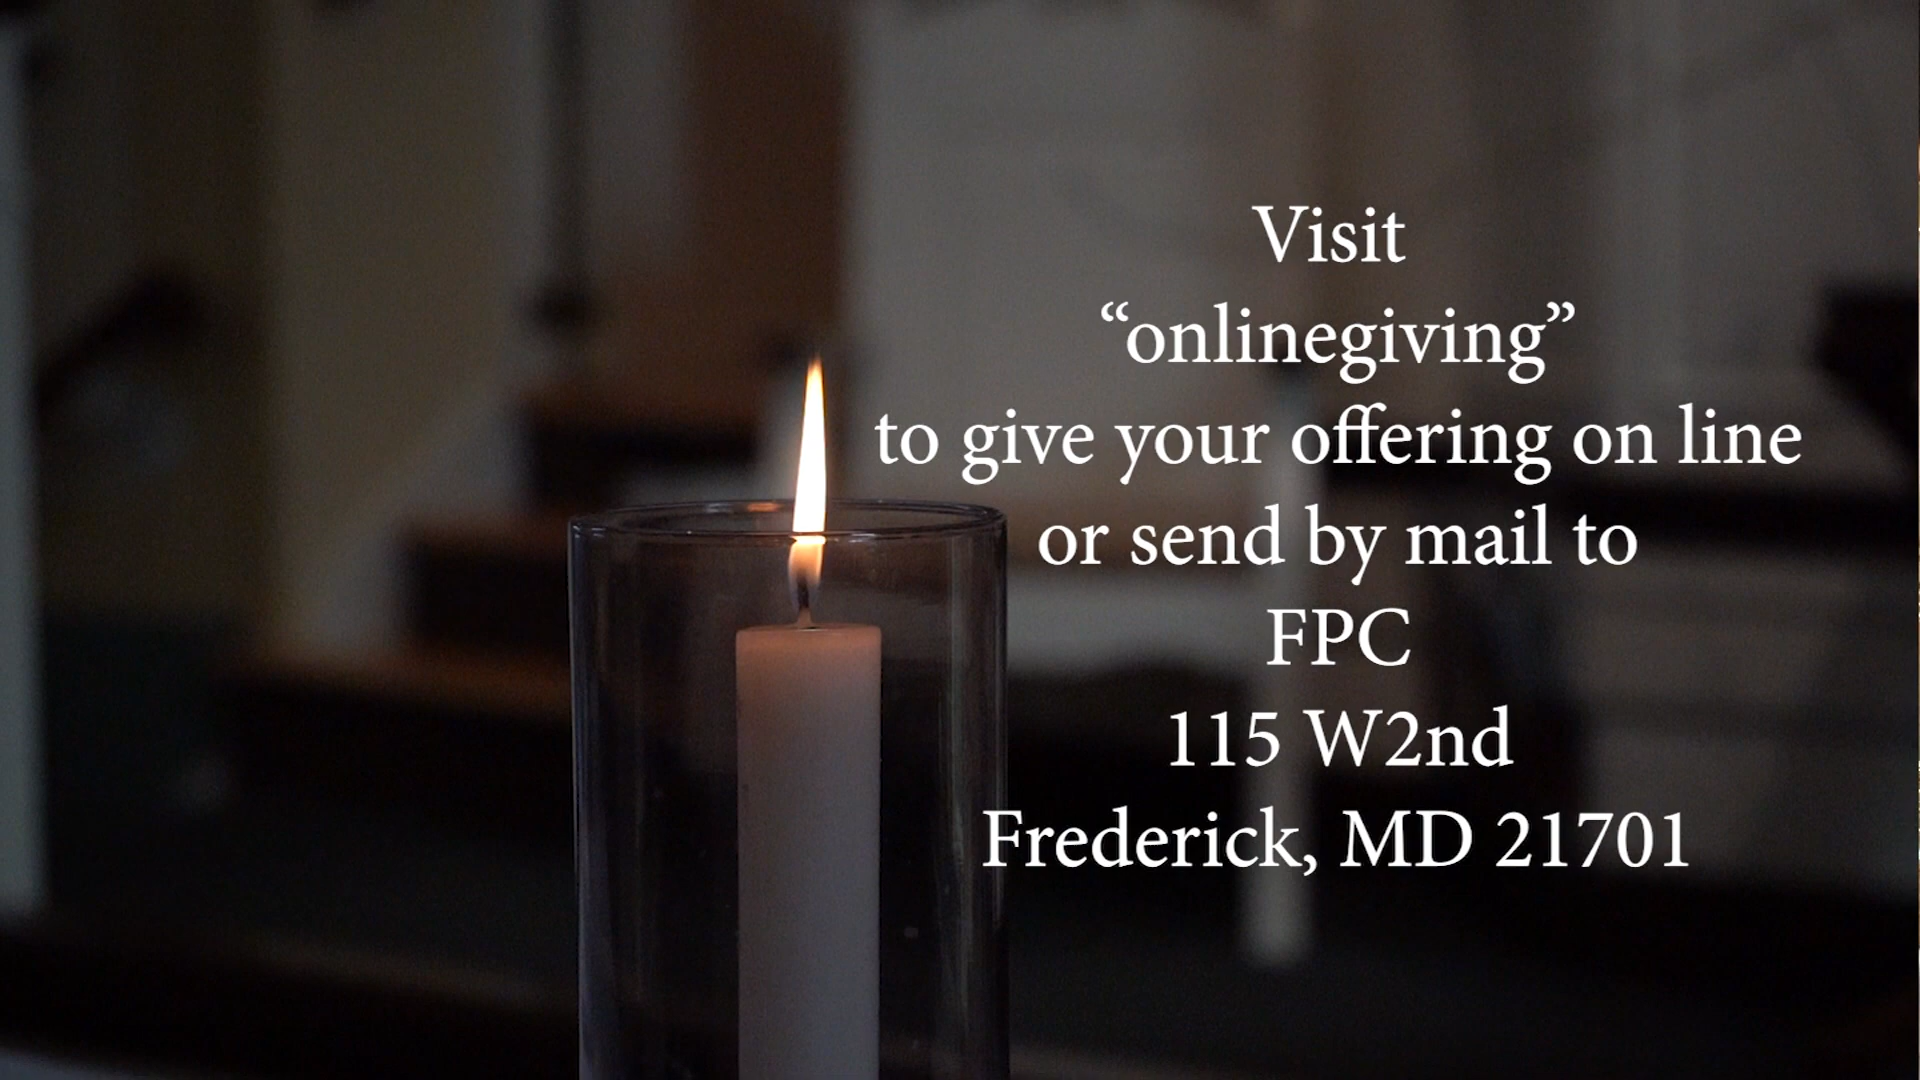 Visit
“onlinegiving”
to give your offering on line
or send by mail to
FPC
115 W2nd
Frederick, MD 21701